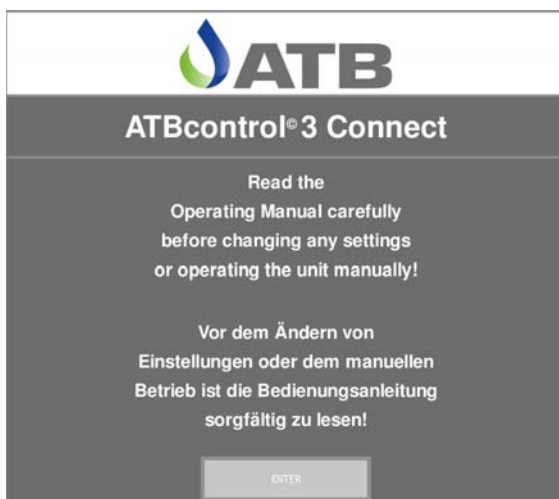 ATB
ATBcontrol©3 Connect
Read the
Operating Manual carefully
before changing any settings
or operating the unit manually!
Vor dem Ändern von
Einstellungen oder dem manuellen
Betrieb ist die Bedienungsanleitung
sorgfältig zu lesen!
ENTER